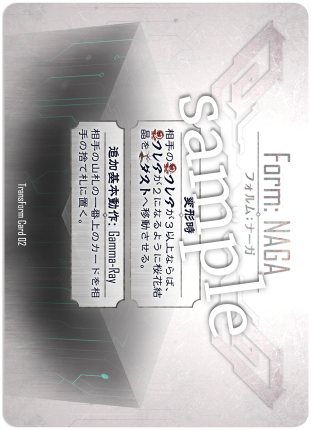 Form: NAGA
フォルム:ナーガ
sample
変形時
相手のフレアが3以上ならば、
フレアが2になるように桜花結
晶をダストへ移動させる。
追加基本動作: Gamma-Ray
相手の山札の一番上のカードを相
手の捨て札に置く。
Transform Card 02